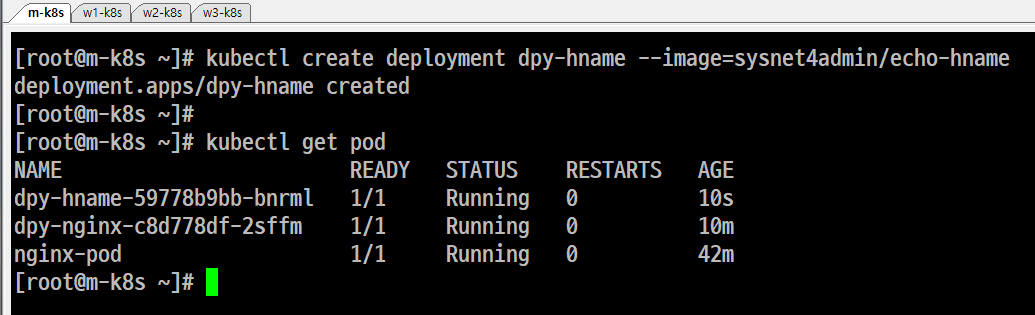 m-k8s w1-k8s w2-k8s w3-k8s
[root@m-k8s ~]# kubectl create deployment dpy-hname --image=sysnet4admin/echo-hname
deployment.apps/dpy-hname created
[root@m-k8s ~]#
[root@m-k8s ~]# kubectl get pod
NAME READY STATUS RESTARTS AGE
dpy-hname-59778b9bb-bnrml 1/1 Running 0 10s
dpy-nginx-c8d778df-2sffm 1/1 Running 0 10m
nginx-pod 1/1 Running 0 42m
[root@m-k8s ~]#